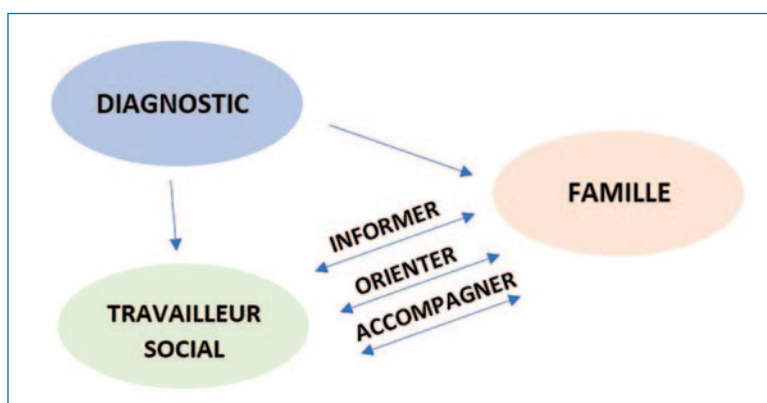 DIAGNOSTIC
FAMILLE
INFORMER
ORIENTER
ACCOMPAGNER
TRAVAILLEUR
SOCIAL